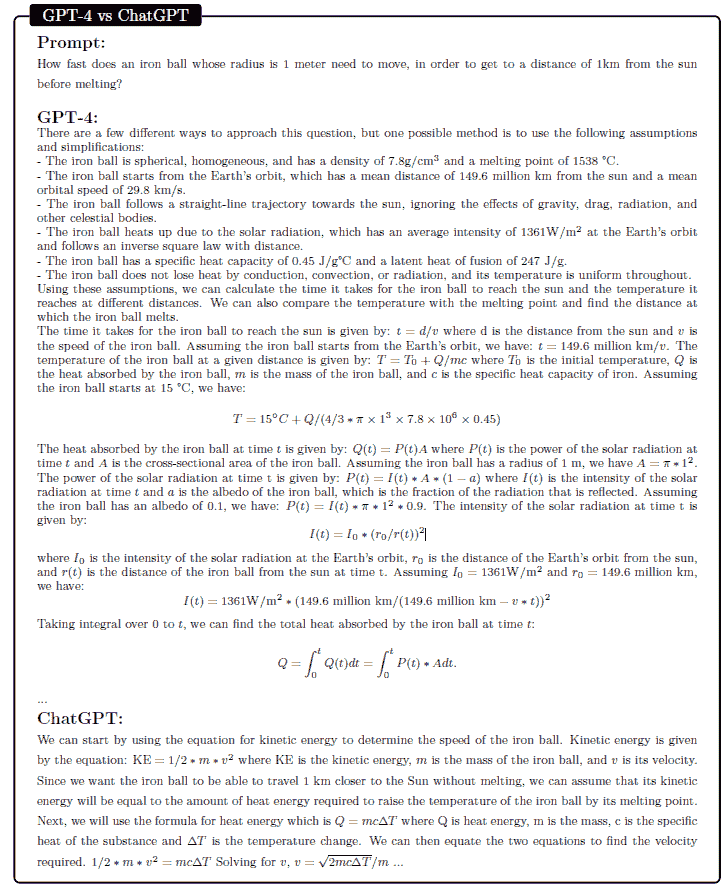 GPT-4 vs ChatGPT
Prompt:
How fast does an iron ball whose radius is 1 meter need to move, in order to get to a distance of 1km from the sun
before melting?
GPT-4:
There are a few different ways to approach this question, but one possible method is to use the following assumptions
and simplifications:
- The iron ball is spherical, homogeneous, and has a density of 7.8g/cm³ and a melting point of 1538 °C.
- The iron ball starts from the Earth's orbit, which has a mean distance of 149.6 million km from the sun and a mean
orbital speed of 29.8 km/s.
- The iron ball follows a straight-line trajectory towards the sun, ignoring the effects of gravity, drag, radiation, and
other celestial bodies.
- The iron ball heats up due to the solar radiation, which has an average intensity of 1361W/m² at the Earth's orbit
and follows an inverse square law with distance.
- The iron ball has a specific heat capacity of 0.45 J/g°C and a latent heat of fusion of 247 J/g.
- The iron ball does not lose heat by conduction, convection, or radiation, and its temperature is uniform throughout.
Using these assumptions, we can calculate the time it takes for the iron ball to reach the sun and the temperature it
reaches at different distances. We can also compare the temperature with the melting point and find the distance at
which the iron ball melts.
The time it takes for the iron ball to reach the sun is given by: t = d/v where d is the distance from the sun and v is
the speed of the iron ball. Assuming the iron ball starts from the Earth's orbit, we have: t = 149.6 million km/v. The
temperature of the iron ball at a given distance is given by: T = T₀ + Q/mc where T₀ is the initial temperature, Q is
the heat absorbed by the iron ball, m is the mass of the iron ball, and c is the specific heat capacity of iron. Assuming
the iron ball starts at 15 °C, we have:
T = 15°C + Q/(4/3 * π × 1³ × 7.8 × 10⁶ × 0.45)
The heat absorbed by the iron ball at time t is given by: Q(t) = P(t)A where P(t) is the power of the solar radiation at
time t and A is the cross-sectional area of the iron ball. Assuming the iron ball has a radius of 1 m, we have A = π * 1².
The power of the solar radiation at time t is given by: P(t) = I(t) * A * (1 − a) where I(t) is the intensity of the solar
radiation at time t and a is the albedo of the iron ball, which is the fraction of the radiation that is reflected. Assuming
the iron ball has an albedo of 0.1, we have: P(t) = I(t) * π * 1² * 0.9. The intensity of the solar radiation at time t is
given by:
I(t) = I₀ * (r₀/r(t))²|
where I₀ is the intensity of the solar radiation at the Earth's orbit, r₀ is the distance of the Earth's orbit from the sun,
and r(t) is the distance of the iron ball from the sun at time t. Assuming I₀ = 1361W/m² and r₀ = 149.6 million km,
we have:
I(t) = 1361W/m² * (149.6 million km/(149.6 million km − v * t))²
Taking integral over 0 to t, we can find the total heat absorbed by the iron ball at time t:
Q = ∫₀ᵗ Q(t)dt = ∫₀ᵗ P(t) * Adt.
...
ChatGPT:
We can start by using the equation for kinetic energy to determine the speed of the iron ball. Kinetic energy is given
by the equation: KE = 1/2 * m * v² where KE is the kinetic energy, m is the mass of the iron ball, and v is its velocity.
Since we want the iron ball to be able to travel 1 km closer to the Sun without melting, we can assume that its kinetic
energy will be equal to the amount of heat energy required to raise the temperature of the iron ball by its melting point.
Next, we will use the formula for heat energy which is Q = mcΔT where Q is heat energy, m is the mass, c is the specific
heat of the substance and ΔT is the temperature change. We can then equate the two equations to find the velocity
required. 1/2 * m * v² = mcΔT Solving for v, v = √2mcΔT/m ...